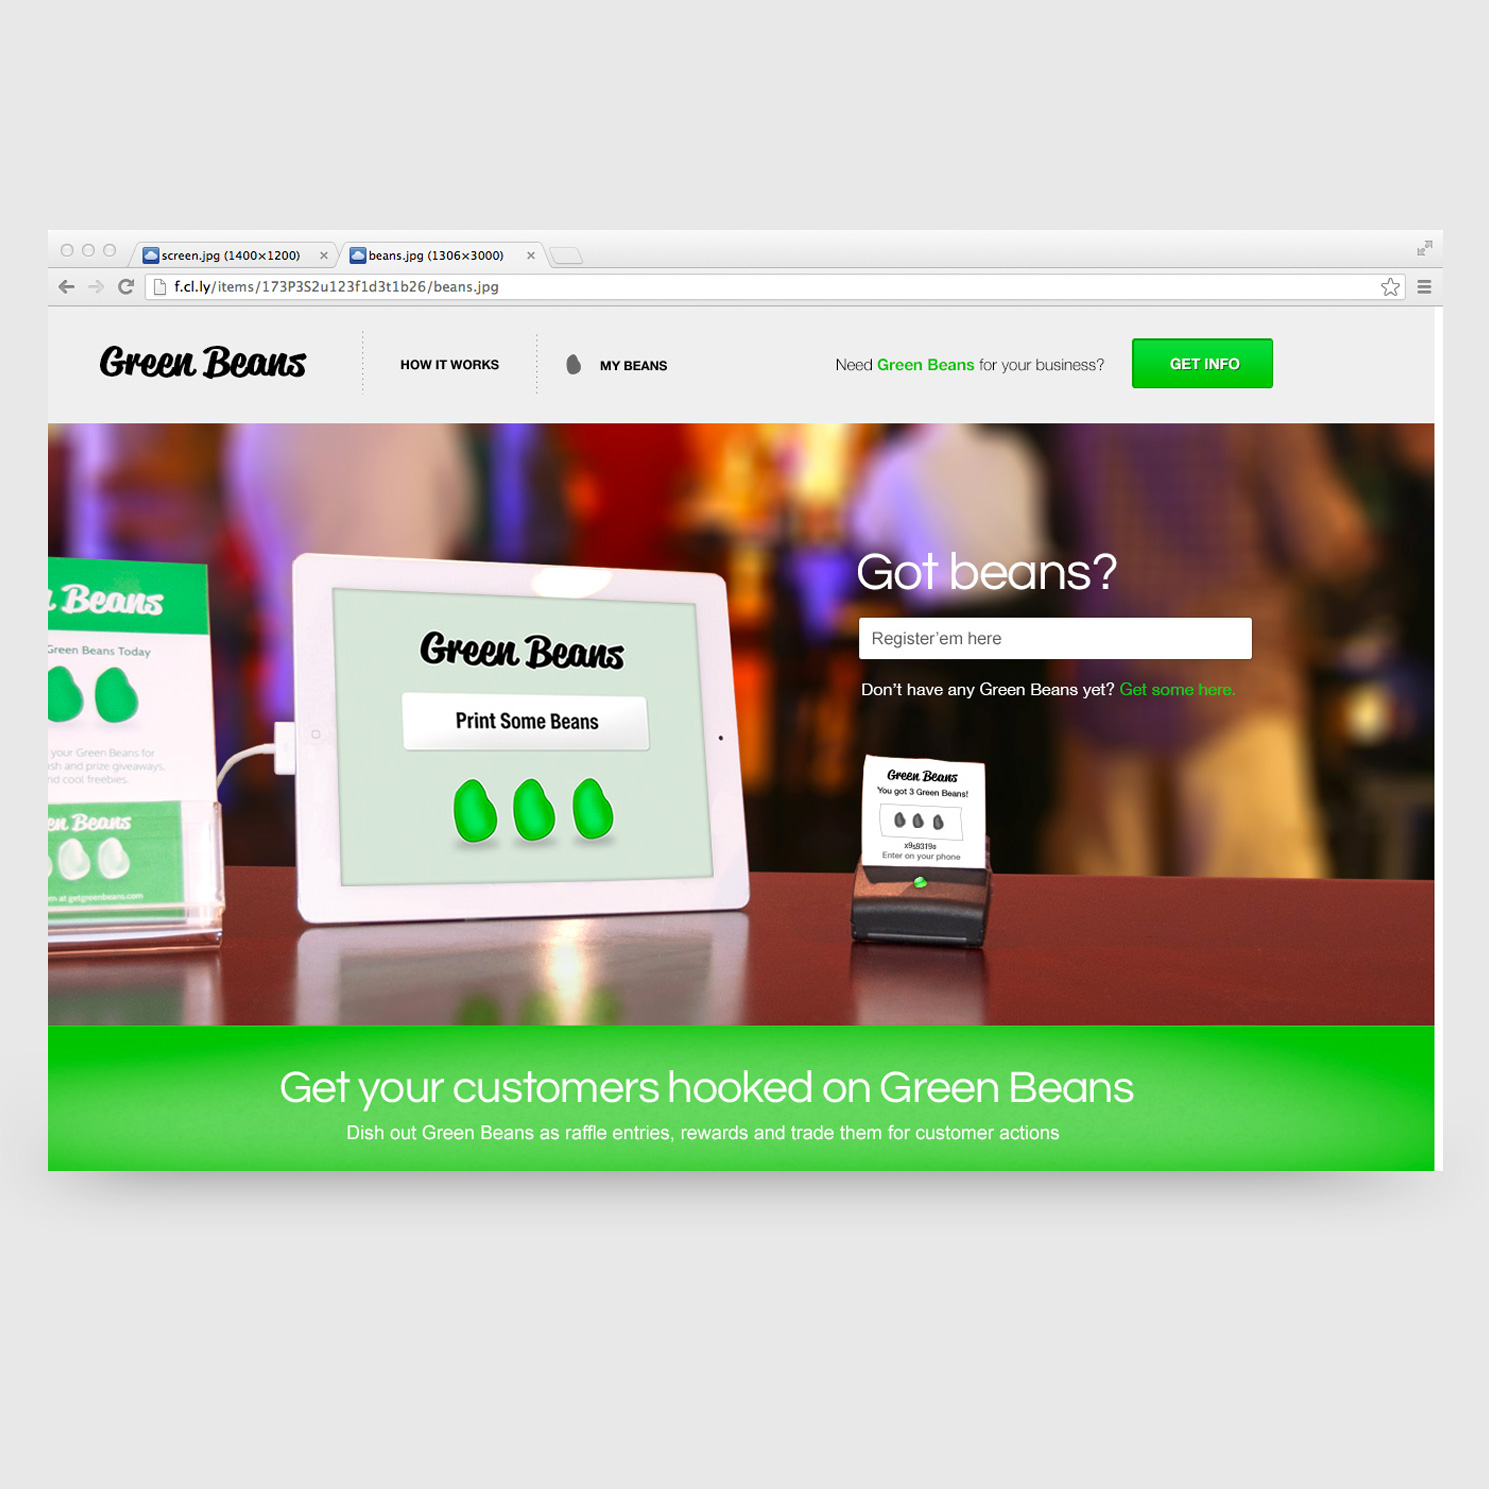 screen.jpg (1400×1200)
beans.jpg (1306×3000)
f.cl.ly/items/173P3S2u123f1d3t1b26/beans.jpg
Green Beans
HOW IT WORKS
MY BEANS
Need Green Beans for your business?
GET INFO
Got beans?
Register'em here
Don't have any Green Beans yet? Get some here.
Beans
Green Beans Today
your Green Beans for
and prize giveaways.
cool freebies.
Beans
at getgreenbeans.com
Green Beans
Print Some Beans
Green Beans
You got 3 Green Beans!
x9s9319a
Enter on your phone
Get your customers hooked on Green Beans
Dish out Green Beans as raffle entries, rewards and trade them for customer actions